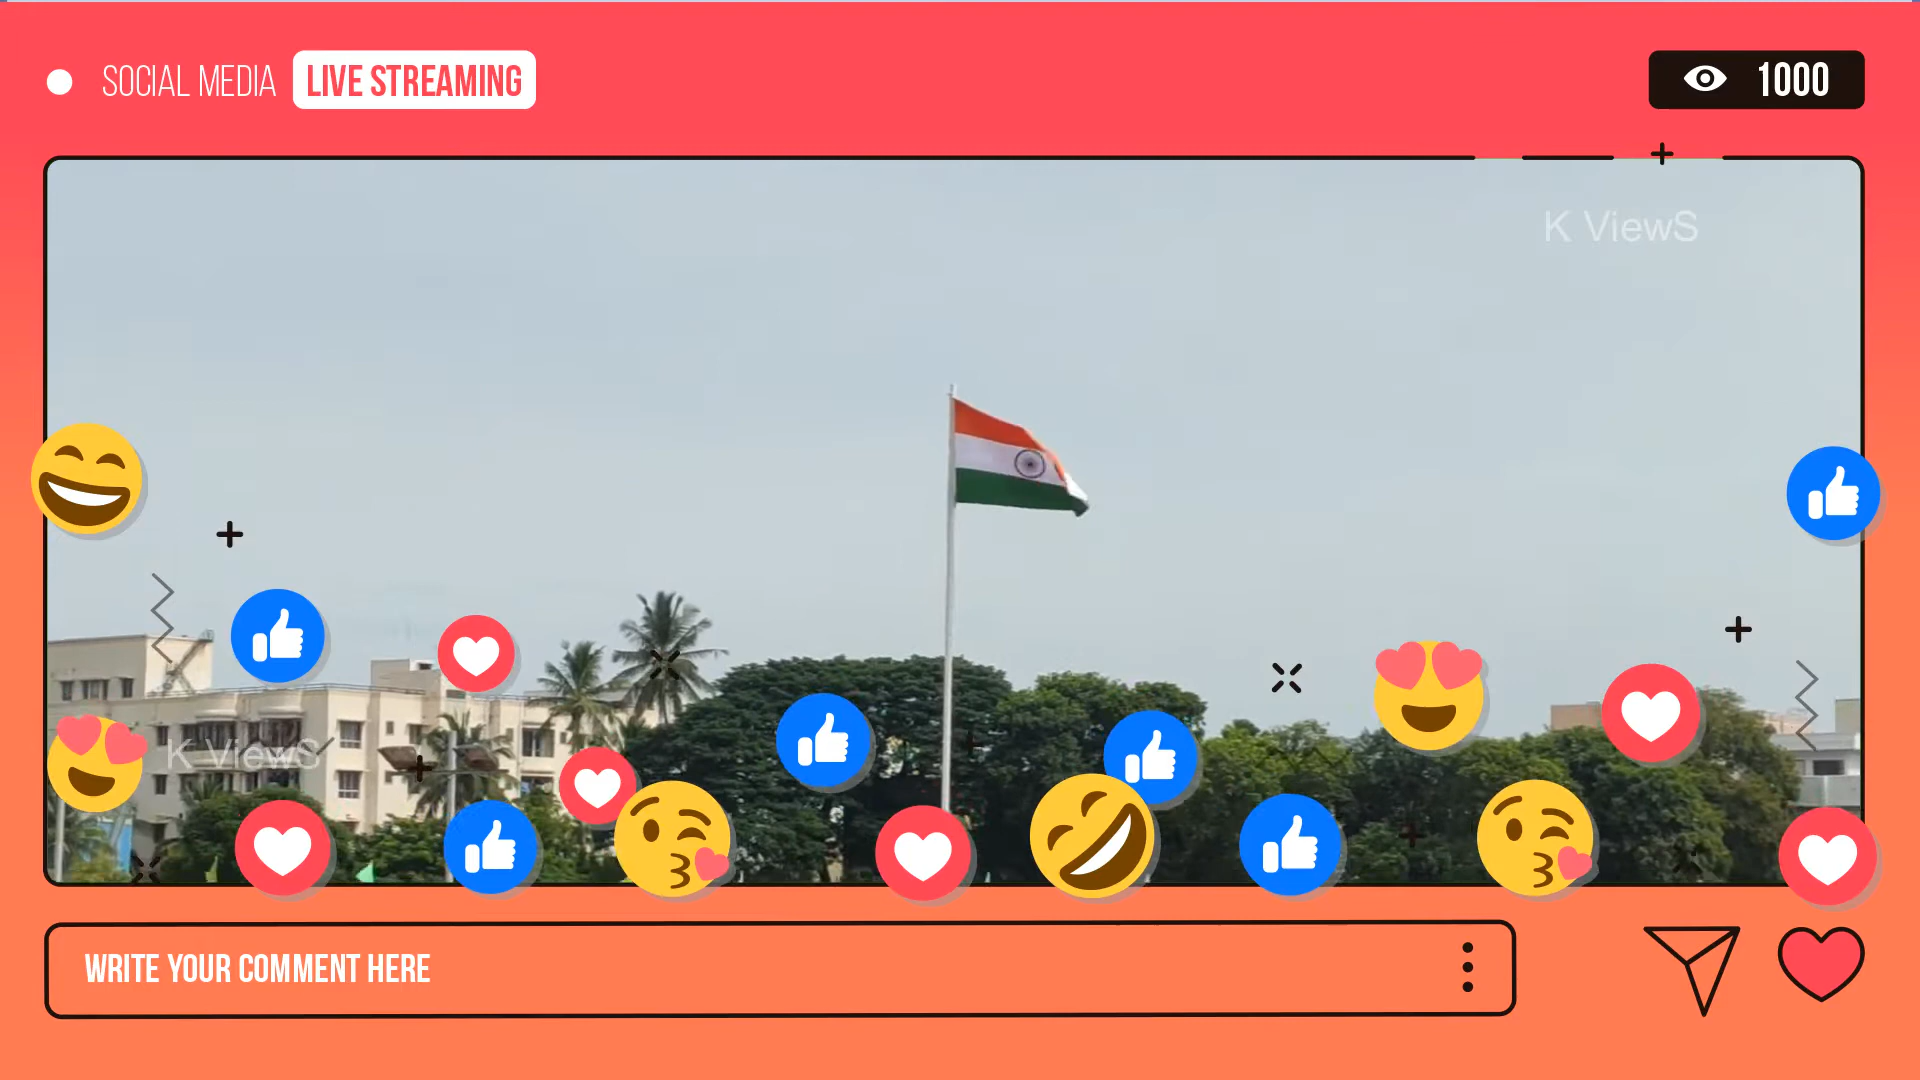 SOCIAL MEDIA LIVE STREAMING
1000
K ViewS
K ViewS
WRITE YOUR COMMENT HERE